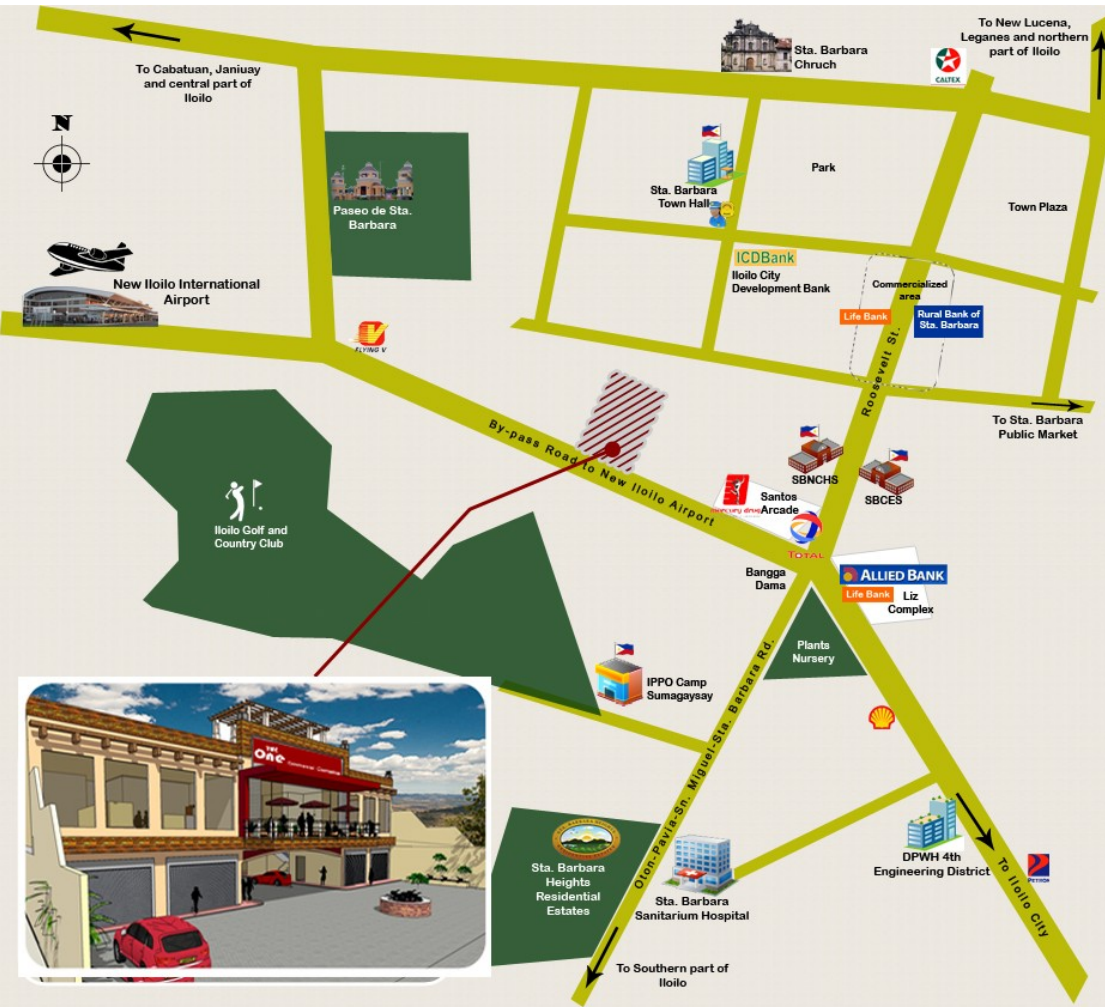 To New Lucena,
Leganes and northern
part of Iloilo
Sta. Barbara
Chruch
CALTEX
To Cabatuan, Janiuay
and central part of
Iloilo
N
Park
Sta. Barbara
Town Hall
Town Plaza
Paseo de Sta.
Barbara
ICDBank
Iloilo City
Development Bank
New Iloilo International
Airport
Commercialized
area
Life Bank
Rural Bank of
Sta. Barbara
FLYING V
Roosevelt St.
To Sta. Barbara
Public Market
By-pass Road to New Iloilo Airport
SBNCHS
SBCES
Santos
Arcade
mercury drug
TOTAL
Iloilo Golf and
Country Club
Bangga
Dama
ALLIED BANK
Life Bank
Liz
Complex
Plants
Nursery
IPPO Camp
Sumagaysay
Oton-Pavia-Sn. Miguel-Sta. Barbara Rd.
THE
One
Commercial Complex
DPWH 4th
Engineering District
PETRON
To Iloilo City
Sta. Barbara
Heights
Residential
Estates
Sta. Barbara
Sanitarium Hospital
To Southern part of
Iloilo